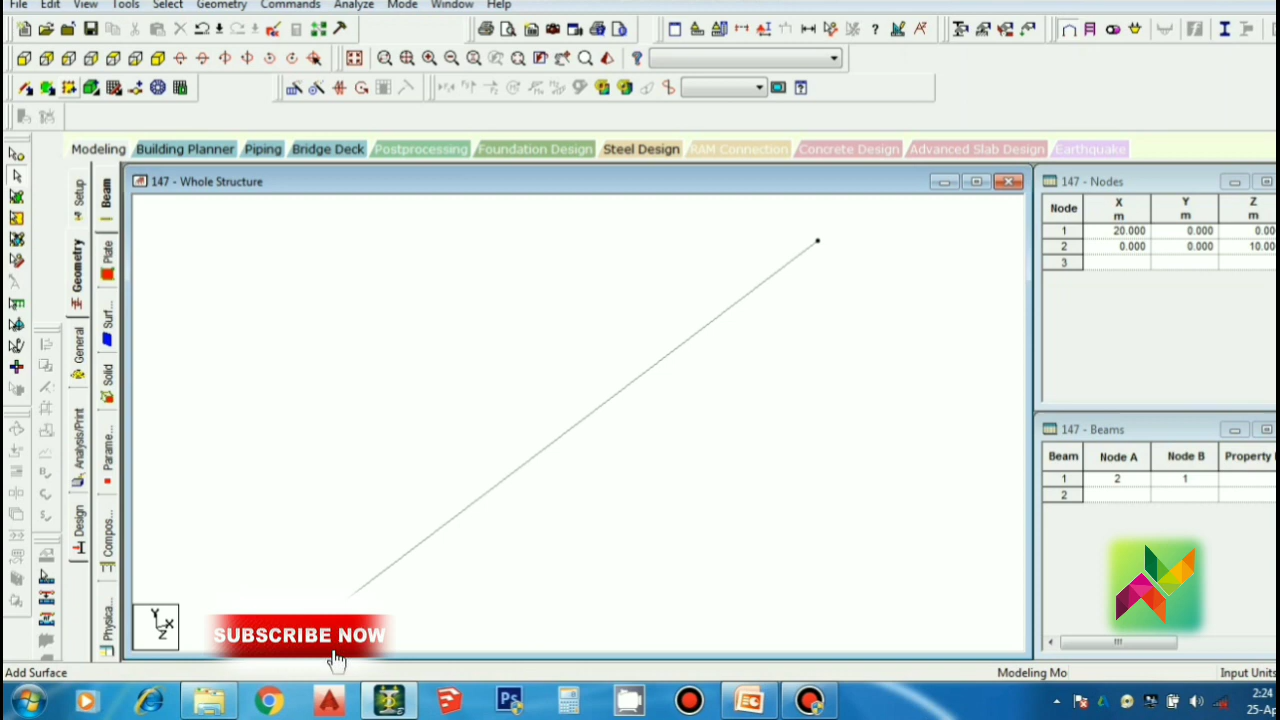 File Edit View Tools Select Geometry Commands Analyze Mode Window Help
Modeling Building Planner Piping Bridge Deck Postprocessing Foundation Design Steel Design RAM Connection Concrete Design Advanced Slab Design Earthquake
Setup
Geometry
General
Analysis/Print
Design
Beam
Plate
Surf...
Solid
Parame...
Compos...
Physica...
147 - Whole Structure
Y
X
Z
SUBSCRIBE NOW
147 - Nodes
Node X Y Z
m m m
1 20.000 0.000 0.00
2 0.000 0.000 10.00
3
147 - Beams
Beam Node A Node B Property
1 2 1
2
Add Surface
Modeling Mo
Input Units
2:24
25-Ap